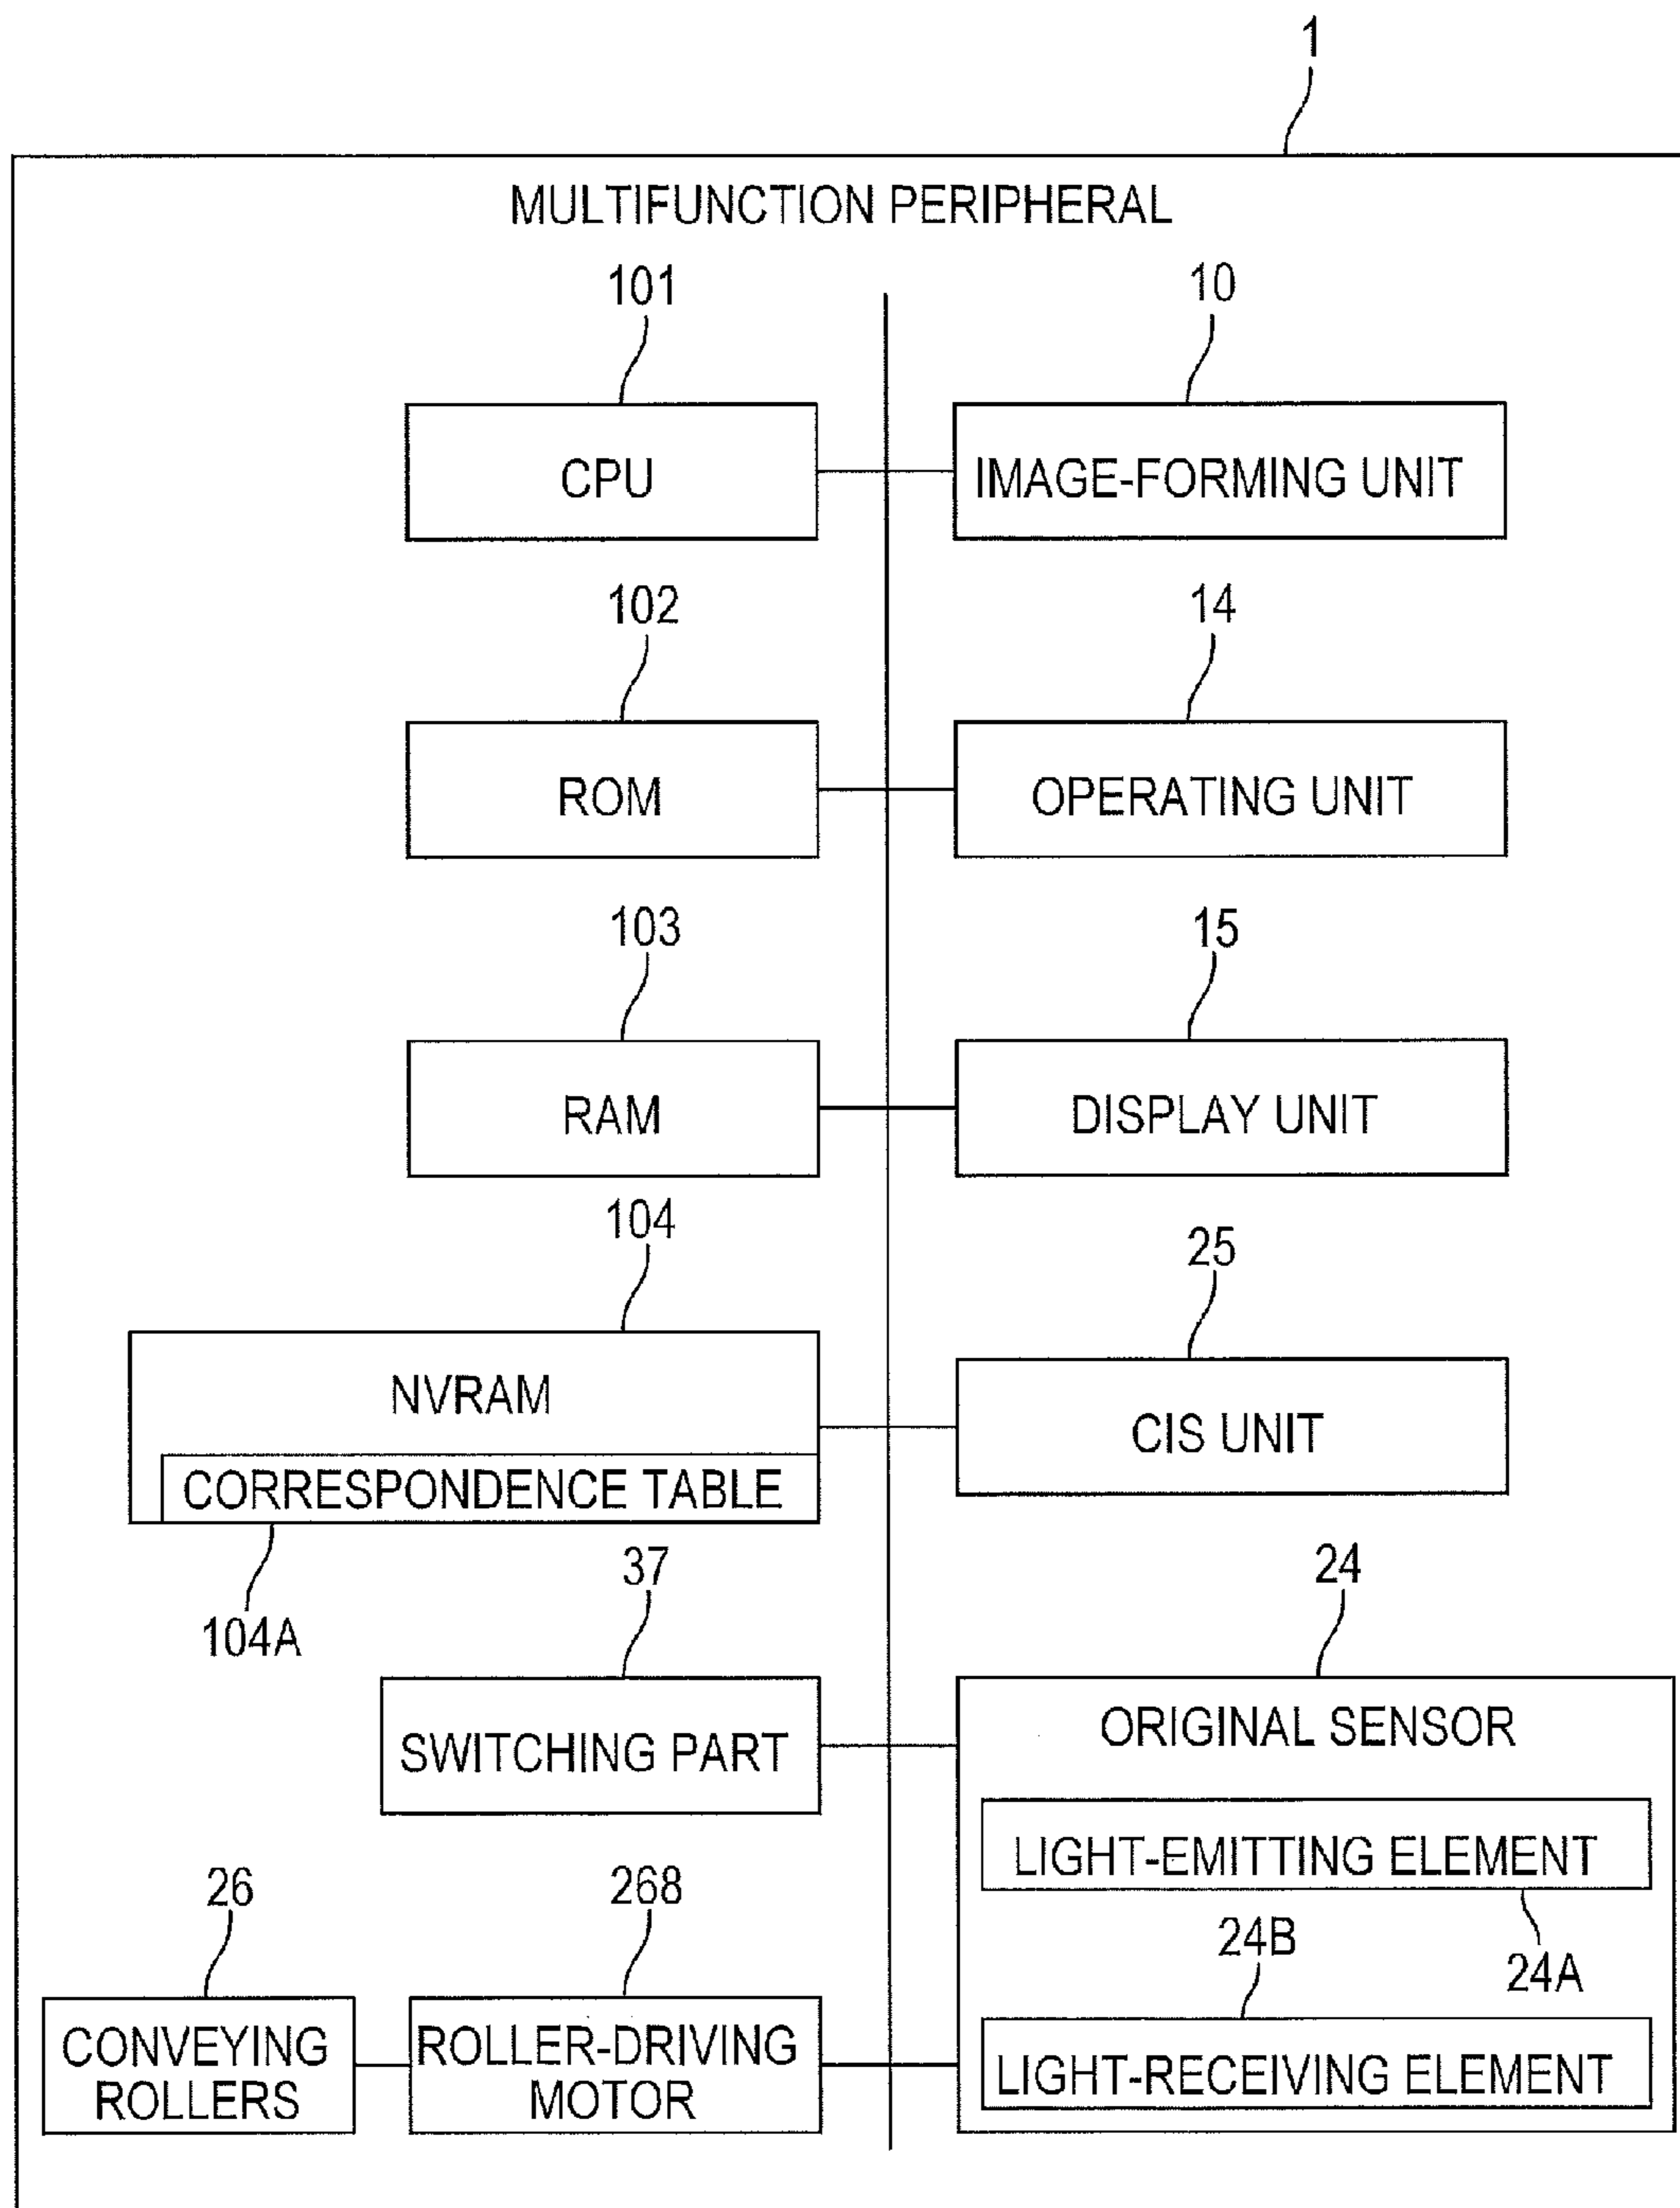 1
MULTIFUNCTION PERIPHERAL
101
10
CPU
IMAGE-FORMING UNIT
102
14
ROM
OPERATING UNIT
103
15
RAM
DISPLAY UNIT
104
25
NVRAM
CIS UNIT
CORRESPONDENCE TABLE
104A
37
24
SWITCHING PART
ORIGINAL SENSOR
LIGHT-EMITTING ELEMENT
24A
26
268
24B
CONVEYING
ROLLERS
ROLLER-DRIVING
MOTOR
LIGHT-RECEIVING ELEMENT